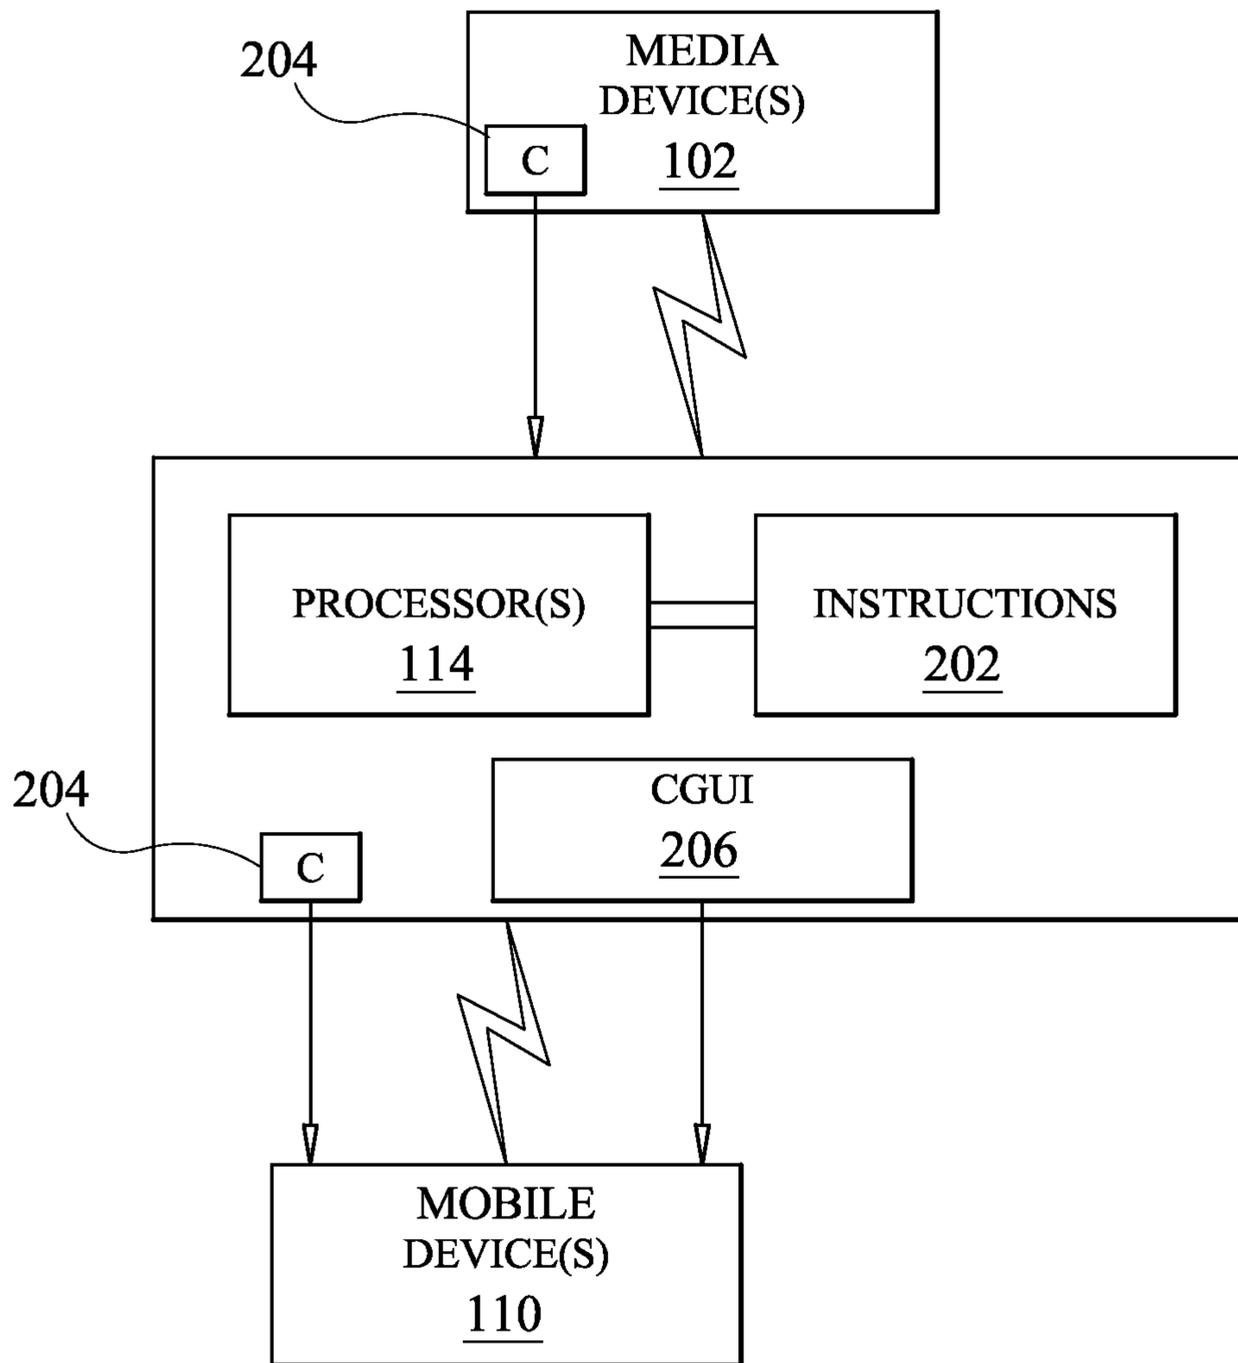 204
MEDIA
DEVICE(S)
C
102
PROCESSOR(S)
114
INSTRUCTIONS
202
204
C
CGUI
206
MOBILE
DEVICE(S)
110